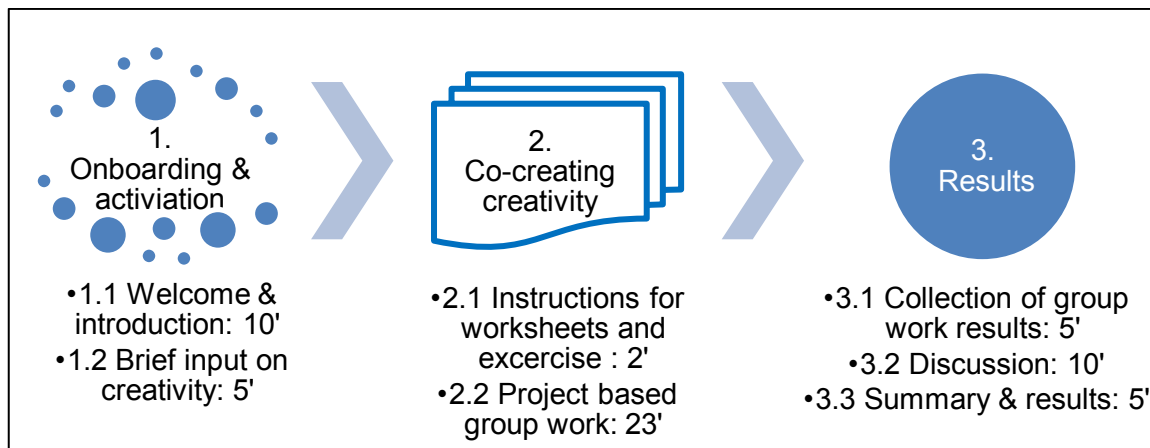 1.
Onboarding &
activiation
2.
Co-creating
creativity
3.
Results
•1.1 Welcome &
introduction: 10'
•1.2 Brief input on
creativity: 5'
•2.1 Instructions for
worksheets and
excercise : 2'
•2.2 Project based
group work: 23'
•3.1 Collection of group
work results: 5'
•3.2 Discussion: 10'
•3.3 Summary & results: 5'